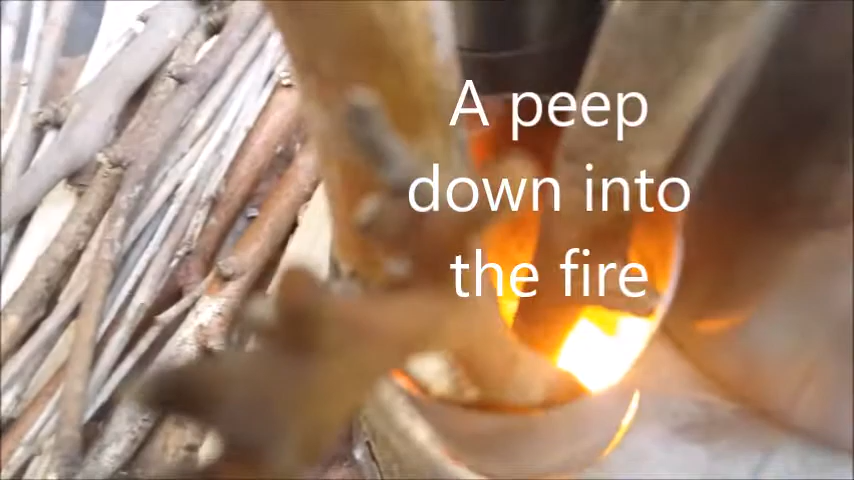 A peep
down into
the fire